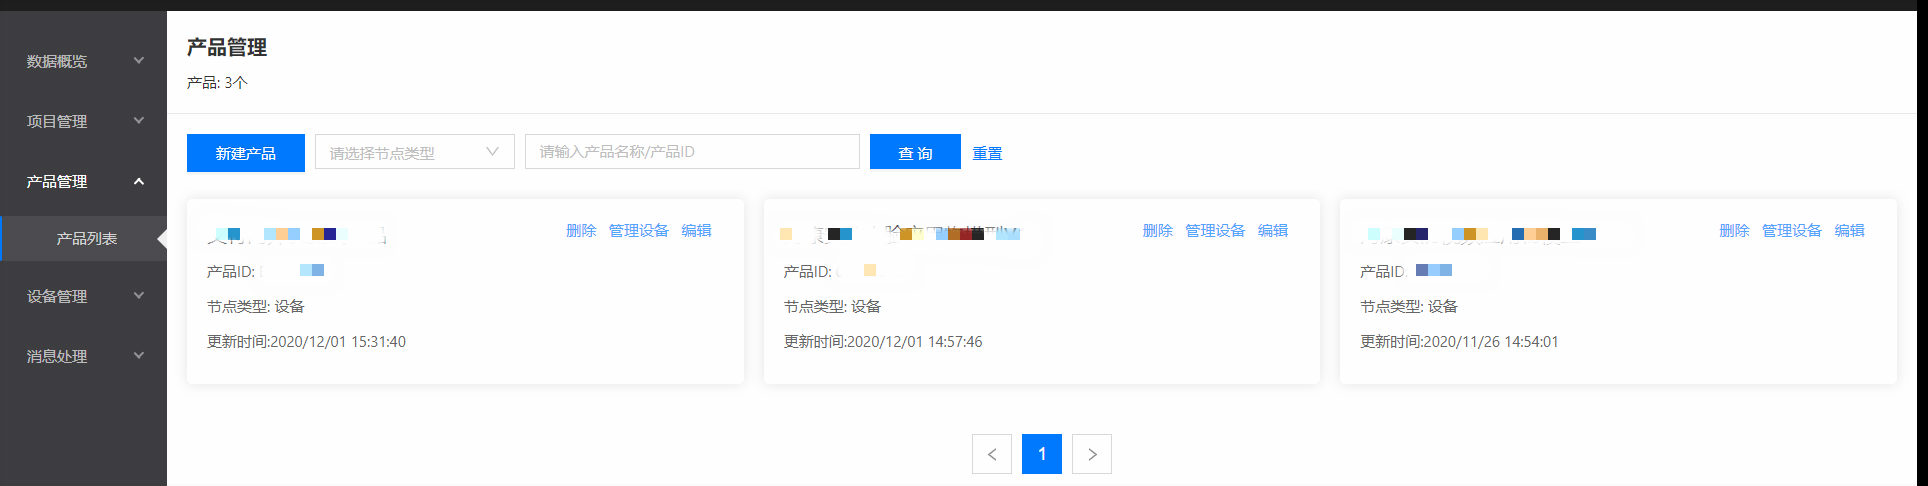 数据概览
项目管理
产品管理
产品列表
设备管理
消息处理
产品管理
产品: 3个
新建产品 请选择节点类型 请输入产品名称/产品ID 查 询 重置
删除 管理设备 编辑
产品ID:
节点类型: 设备
更新时间:2020/12/01 15:31:40
删除 管理设备 编辑
产品ID:
节点类型: 设备
更新时间:2020/12/01 14:57:46
删除 管理设备 编辑
产品ID
节点类型: 设备
更新时间:2020/11/26 14:54:01
< 1 >